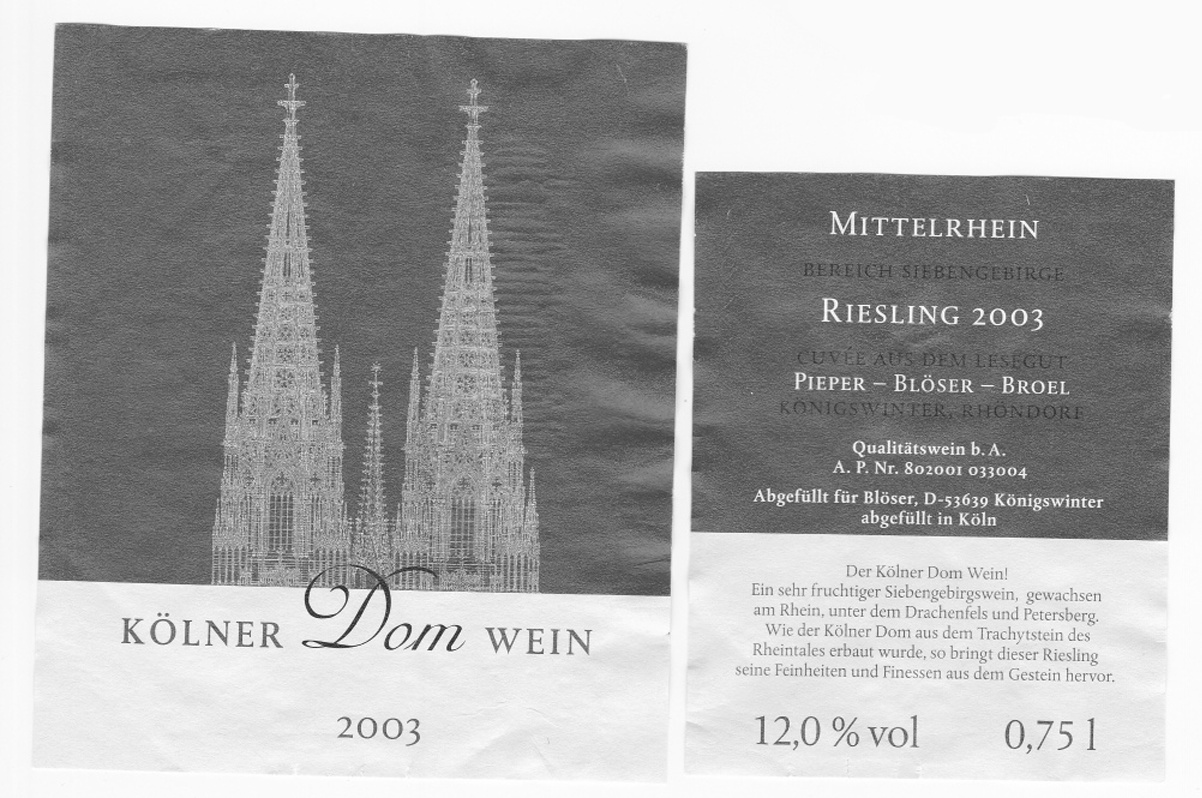 KÖLNER Dom WEIN
2003
MITTELRHEIN
BEREICH SIEBENGEBIRGE
RIESLING 2003
CUVÉE AUS DEM LESEGUT
PIEPER – BLÖSER – BROEL
KÖNIGSWINTER, RHÖNDORF
Qualitätswein b. A.
A. P. Nr. 802001 033004
Abgefüllt für Blöser, D-53639 Königswinter
abgefüllt in Köln
Der Kölner Dom Wein!
Ein sehr fruchtiger Siebengebirgswein, gewachsen
am Rhein, unter dem Drachenfels und Petersberg.
Wie der Kölner Dom aus dem Trachytstein des
Rheintales erbaut wurde, so bringt dieser Riesling
seine Feinheiten und Finessen aus dem Gestein hervor.
12,0 % vol 0,75 l